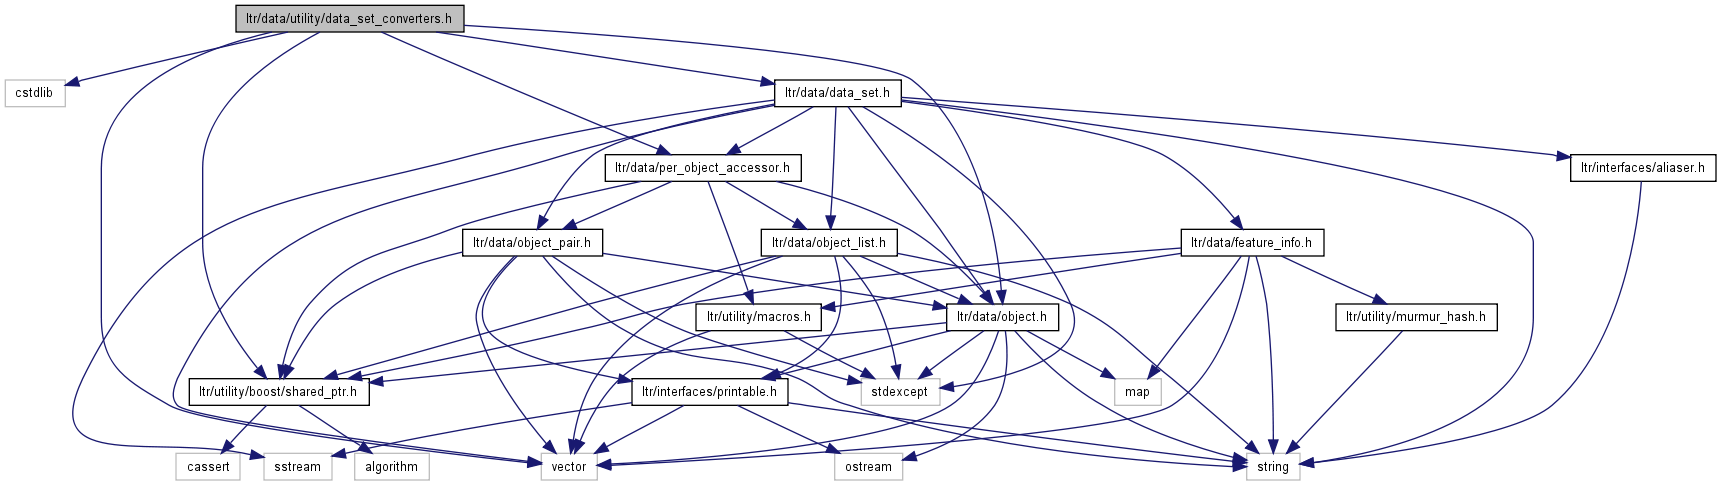 ltr/data/utility/data_set_converters.h
cstdlib
ltr/data/data_set.h
ltr/data/per_object_accessor.h
ltr/interfaces/aliaser.h
ltr/data/object_pair.h
ltr/data/object_list.h
ltr/data/feature_info.h
ltr/utility/macros.h
ltr/data/object.h
ltr/utility/murmur_hash.h
ltr/utility/boost/shared_ptr.h
ltr/interfaces/printable.h
stdexcept
map
cassert
sstream
algorithm
vector
ostream
string